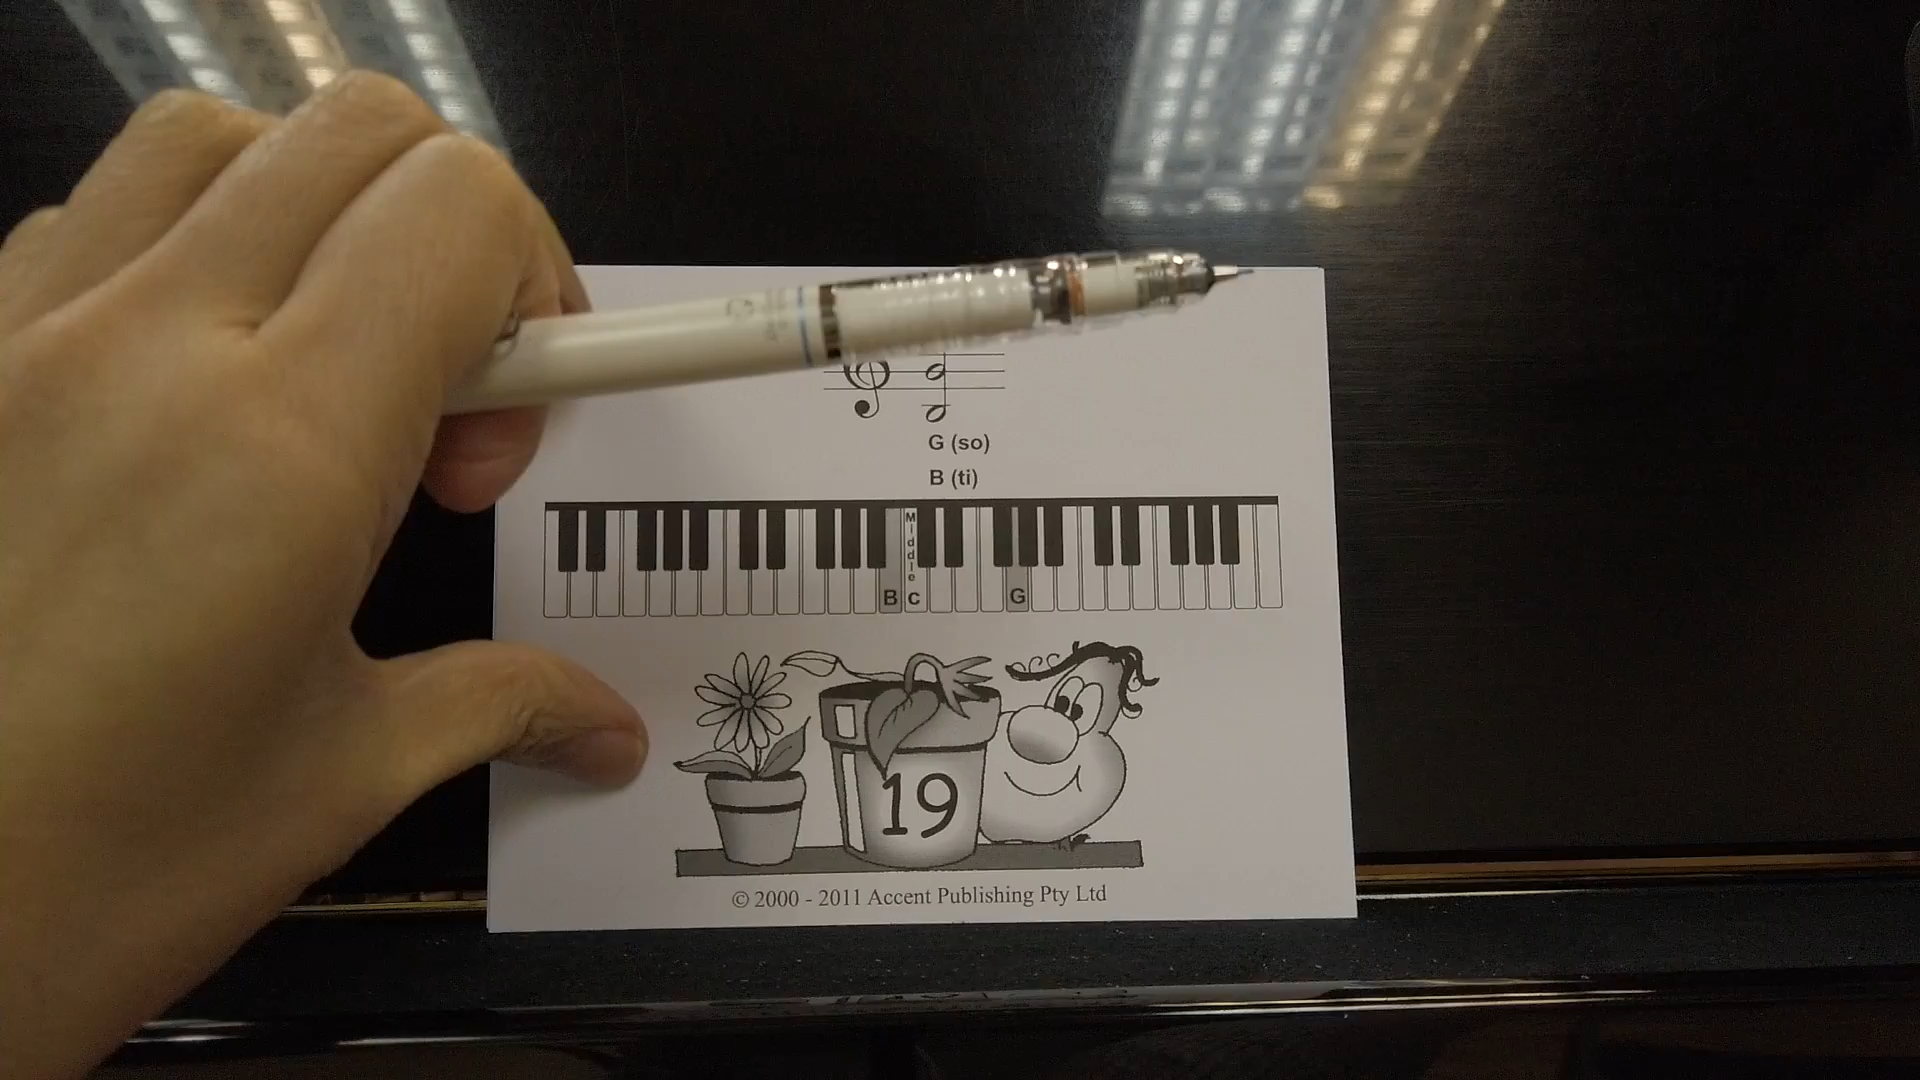 G (so)
B (ti)
Middle
B C G
19
© 2000 - 2011 Accent Publishing Pty Ltd